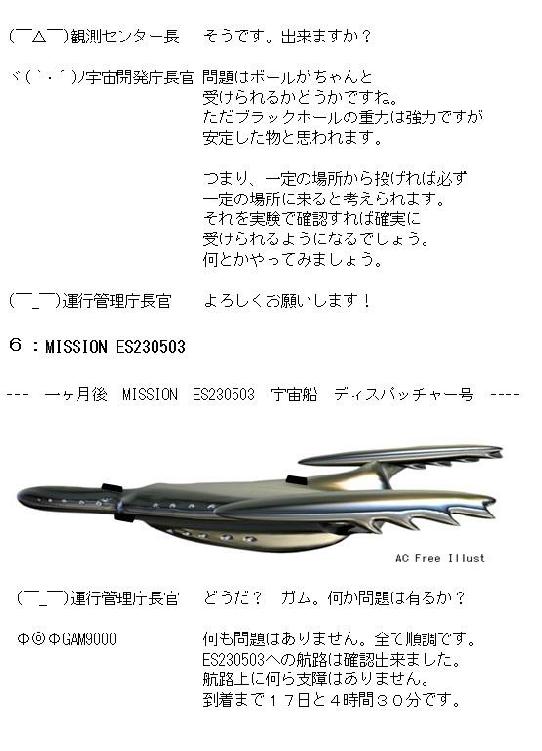 (￣△￣)観測センター長　そうです。出来ますか？
ヾ(｀・´)ﾉ宇宙開発庁長官 問題はボールがちゃんと
受けられるかどうかですね。
ただブラックホールの重力は強力ですが
安定した物と思われます。
つまり、一定の場所から投げれば必ず
一定の場所に来ると考えられます。
それを実験で確認すれば確実に
受けられるようになるでしょう。
何とかやってみましょう。
(￣_￣)運行管理庁長官　よろしくお願いします！
６：MISSION ES230503
---　一ヶ月後　MISSION　ES230503　宇宙船　ディスパッチャー号　----
AC Free Illust
(￣_￣)運行管理庁長官　どうだ？　ガム。何か問題は有るか？
Φ◎ΦGAM9000　何も問題はありません。全て順調です。
ES230503への航路は確認出来ました。
航路上に何ら支障はありません。
到着まで１７日と４時間３０分です。